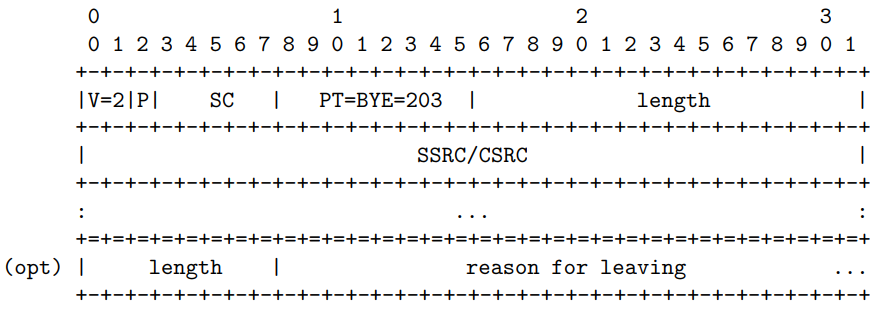 0                   1                   2                   3
 0 1 2 3 4 5 6 7 8 9 0 1 2 3 4 5 6 7 8 9 0 1 2 3 4 5 6 7 8 9 0 1
+-+-+-+-+-+-+-+-+-+-+-+-+-+-+-+-+-+-+-+-+-+-+-+-+-+-+-+-+-+-+-+-+
|V=2|P|    SC   |   PT=BYE=203  |             length            |
+-+-+-+-+-+-+-+-+-+-+-+-+-+-+-+-+-+-+-+-+-+-+-+-+-+-+-+-+-+-+-+-+
|                           SSRC/CSRC                           |
+-+-+-+-+-+-+-+-+-+-+-+-+-+-+-+-+-+-+-+-+-+-+-+-+-+-+-+-+-+-+-+-+
:                              ...                              :
+=+=+=+=+=+=+=+=+=+=+=+=+=+=+=+=+=+=+=+=+=+=+=+=+=+=+=+=+=+=+=+=+
(opt) |     length    |               reason for leaving            ...
+-+-+-+-+-+-+-+-+-+-+-+-+-+-+-+-+-+-+-+-+-+-+-+-+-+-+-+-+-+-+-+-+